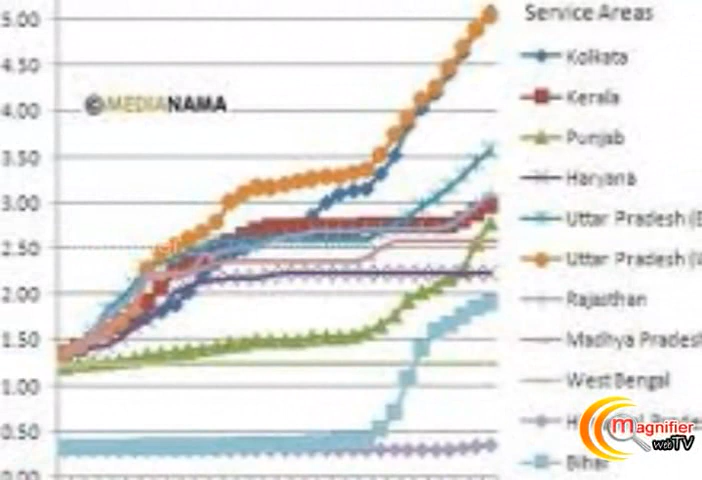 5.00
4.50
4.00
3.50
3.00
2.50
2.00
1.50
1.00
0.50
0.00
©MEDIANAMA
Service Areas
Kolkata
Kerala
Punjab
Haryana
Uttar Pradesh (E
Uttar Pradesh (W
Rajasthan
Madhya Prades
West Bengal
Bihar
magnifier
webTV